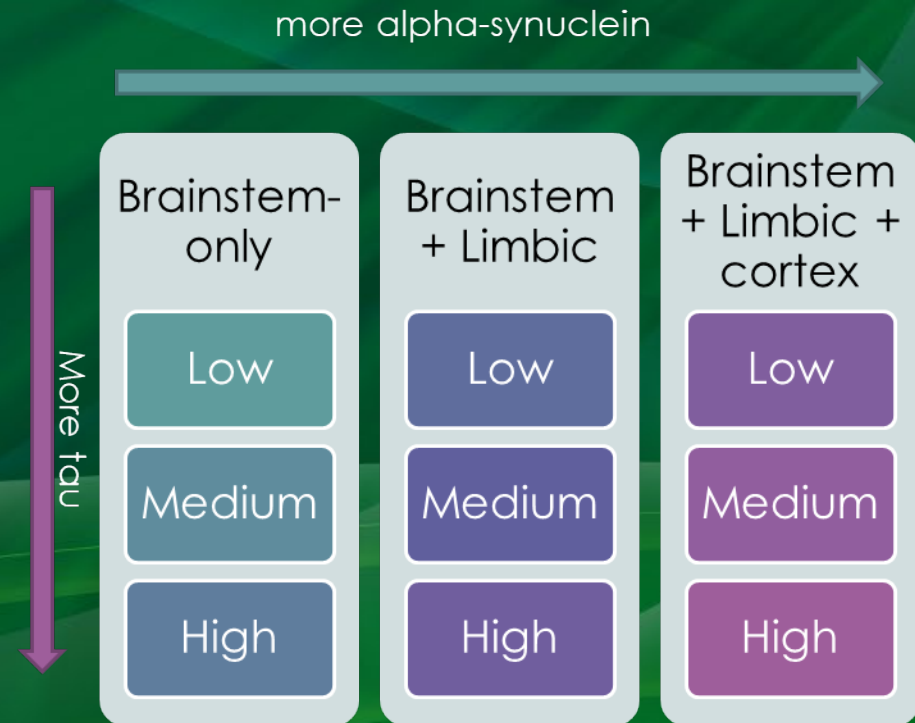 more alpha-synuclein
More tau
Brainstem-
only
Low
Medium
High
Brainstem
+ Limbic
Low
Medium
High
Brainstem
+ Limbic +
cortex
Low
Medium
High